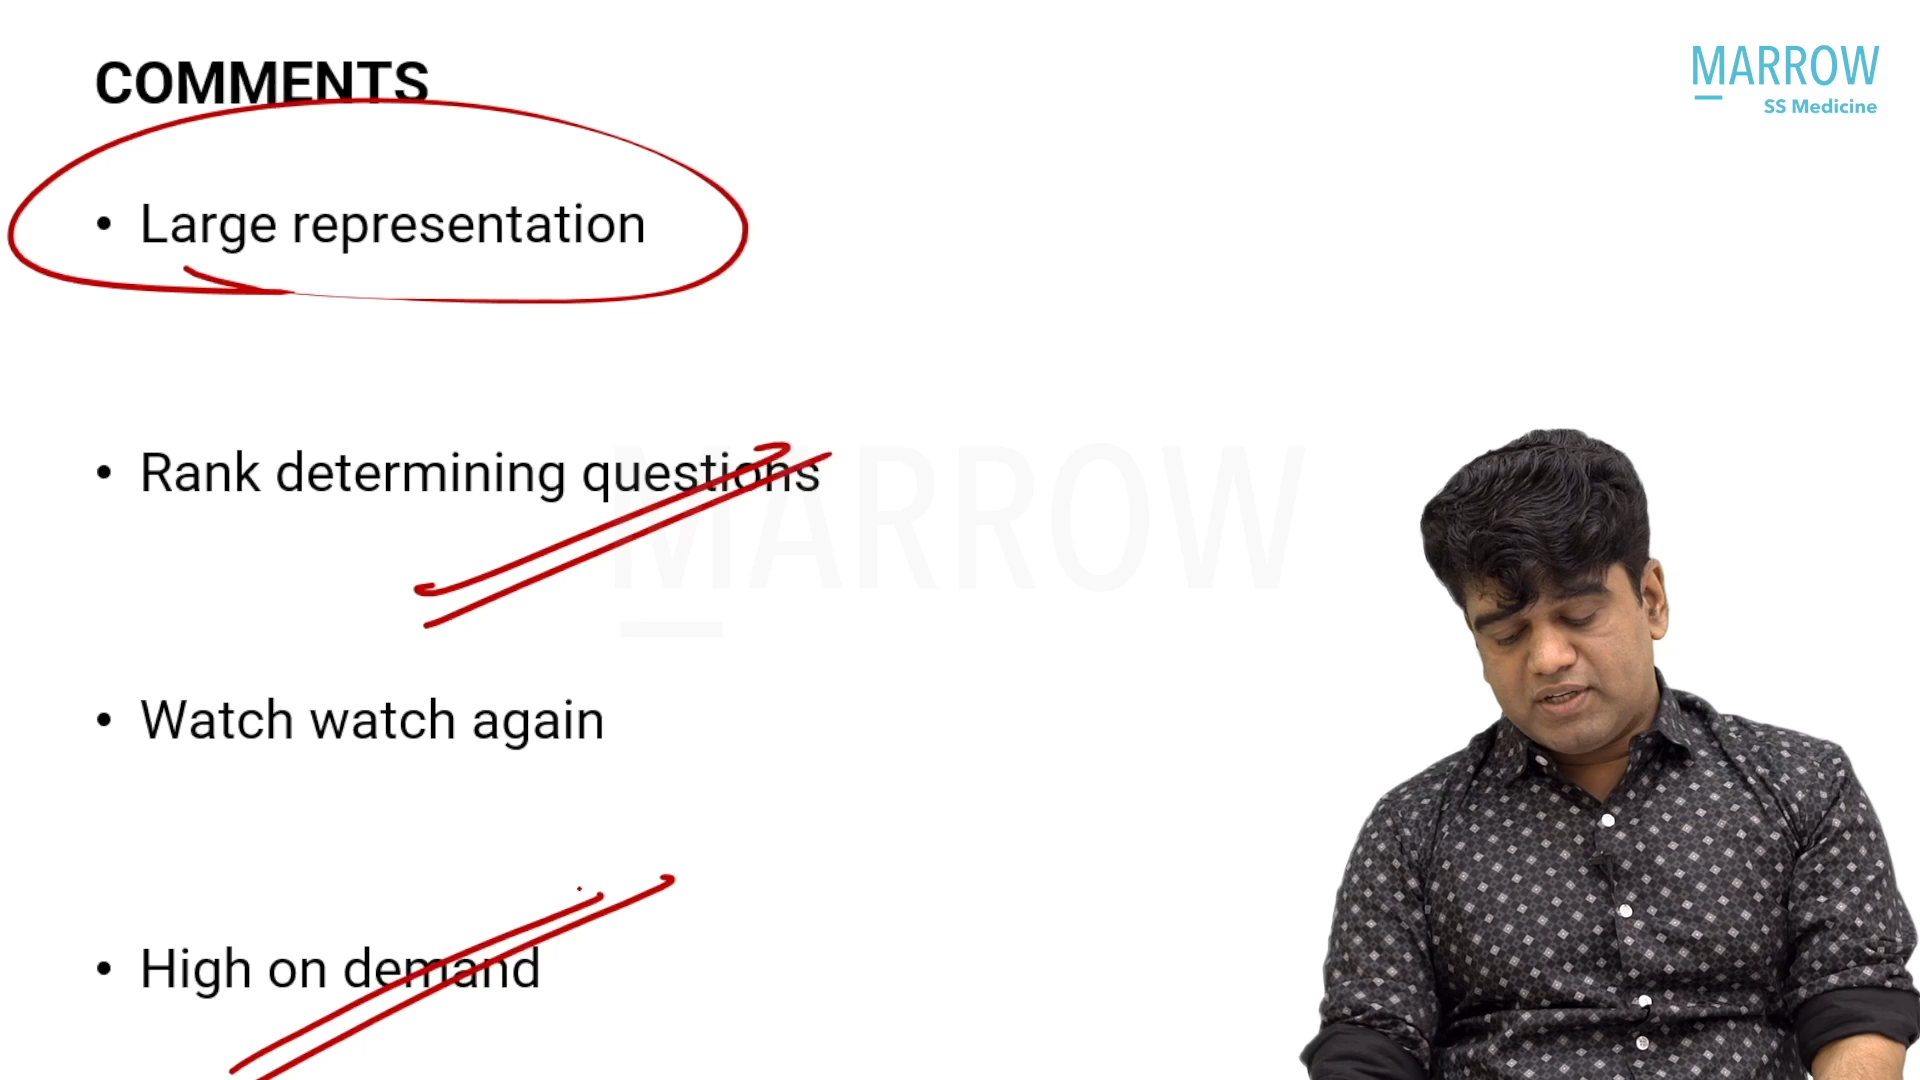 COMMENTS
MARROW
SS Medicine
• Large representation
• Rank determining questions
MARROW
• Watch watch again
• High on demand